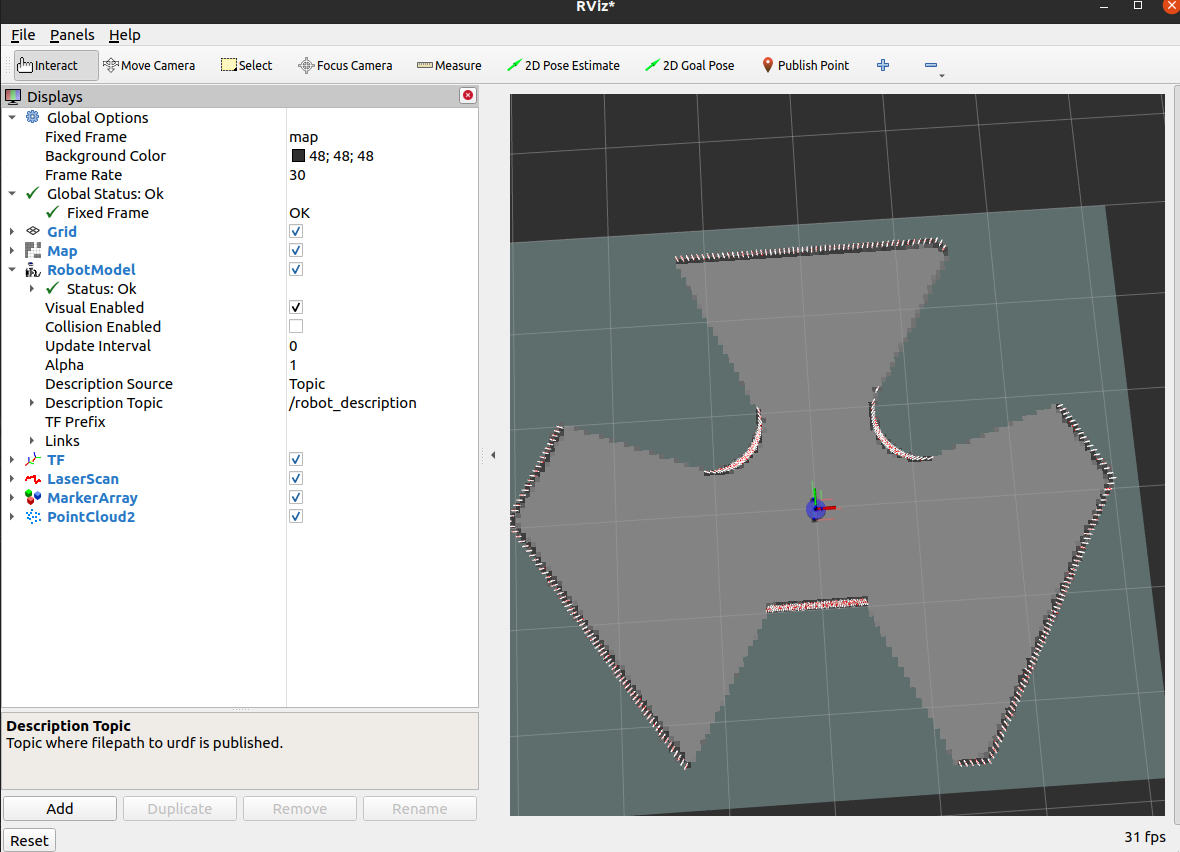 RViz*
File Panels Help
Interact Move Camera Select Focus Camera Measure 2D Pose Estimate 2D Goal Pose Publish Point
Displays
Global Options
Fixed Frame map
Background Color 48; 48; 48
Frame Rate 30
Global Status: Ok
Fixed Frame OK
Grid
Map
RobotModel
Status: Ok
Visual Enabled
Collision Enabled
Update Interval 0
Alpha 1
Description Source Topic
Description Topic /robot_description
TF Prefix
Links
TF
LaserScan
MarkerArray
PointCloud2
Description Topic
Topic where filepath to urdf is published.
Add Duplicate Remove Rename
Reset 31 fps